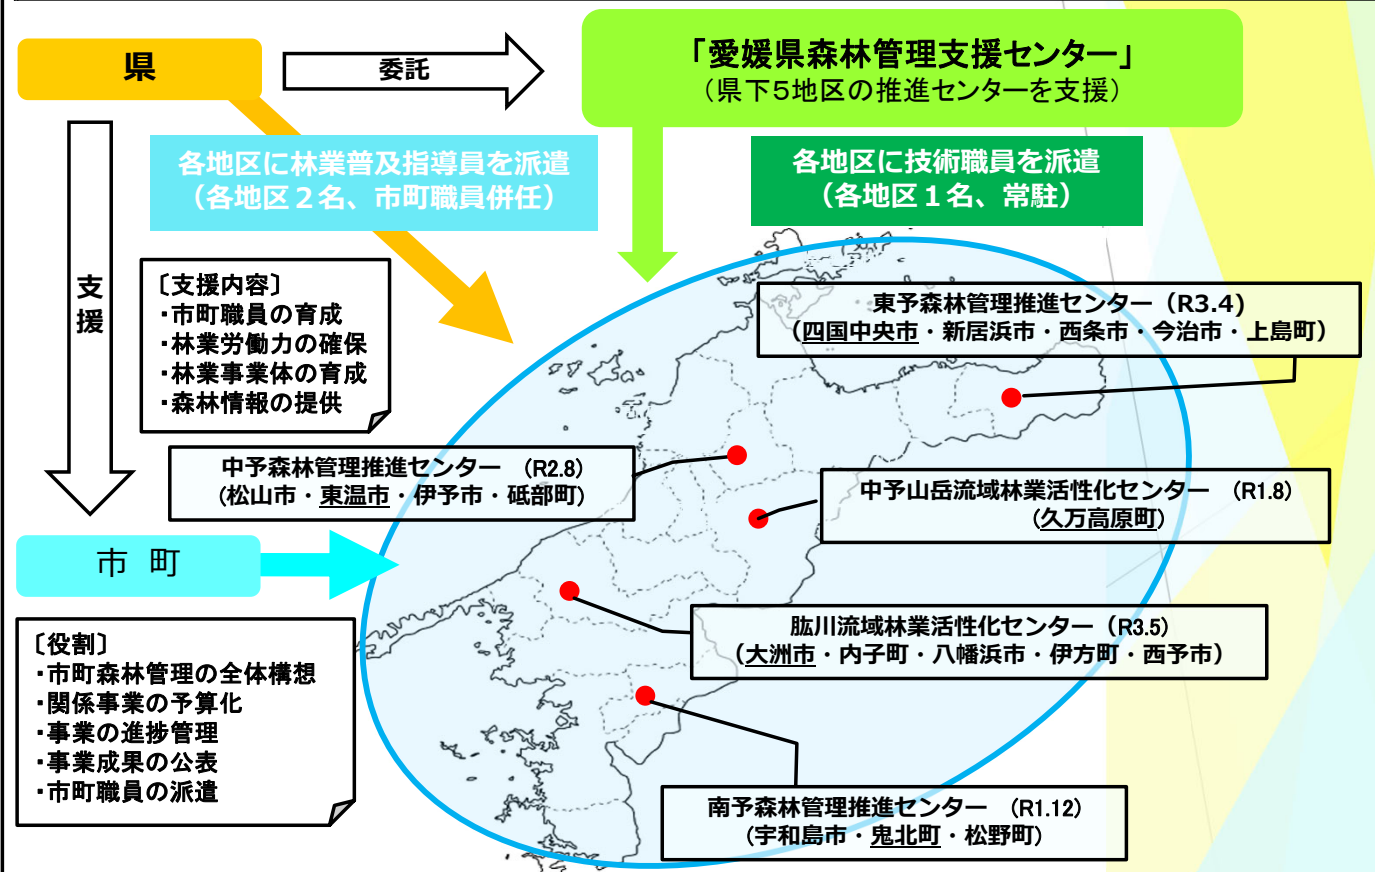 県
委託
「愛媛県森林管理支援センター」
（県下5地区の推進センターを支援）
各地区に林業普及指導員を派遣
（各地区２名、市町職員併任）
各地区に技術職員を派遣
（各地区１名、常駐）
支援
〔支援内容〕
・市町職員の育成
・林業労働力の確保
・林業事業体の育成
・森林情報の提供
東予森林管理推進センター（R3.4)
（四国中央市・新居浜市・西条市・今治市・上島町）
中予森林管理推進センター （R2.8)
(松山市・東温市・伊予市・砥部町)
中予山岳流域林業活性化センター （R1.8）
(久万高原町)
市 町
肱川流域林業活性化センター（R3.5)
（大洲市・内子町・八幡浜市・伊方町・西予市）
〔役割〕
・市町森林管理の全体構想
・関係事業の予算化
・事業の進捗管理
・事業成果の公表
・市町職員の派遣
南予森林管理推進センター （R1.12）
(宇和島市・鬼北町・松野町)